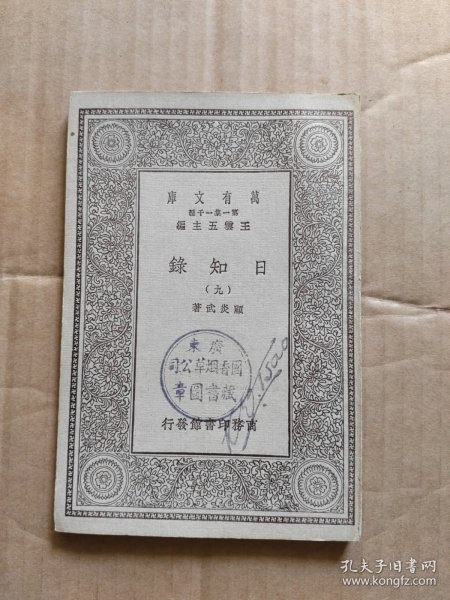 萬有文庫
第一集一千種
王雲五主編
日知錄
（九）
顧炎武著
廣東
國香烟草公司
藏書圖章
Tsao
商務印書館發行
孔夫子旧书网
www.kongfz.com